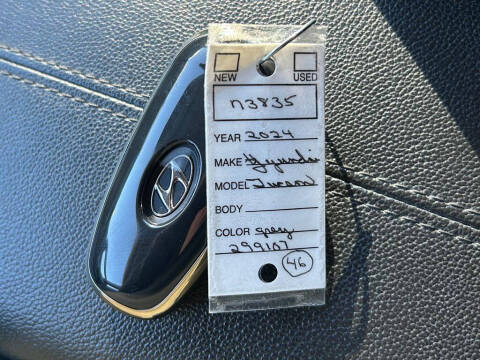 NEW USED
n3835
YEAR 2024
MAKE Hyundai
MODEL Tucson
BODY
COLOR grey
299107
46